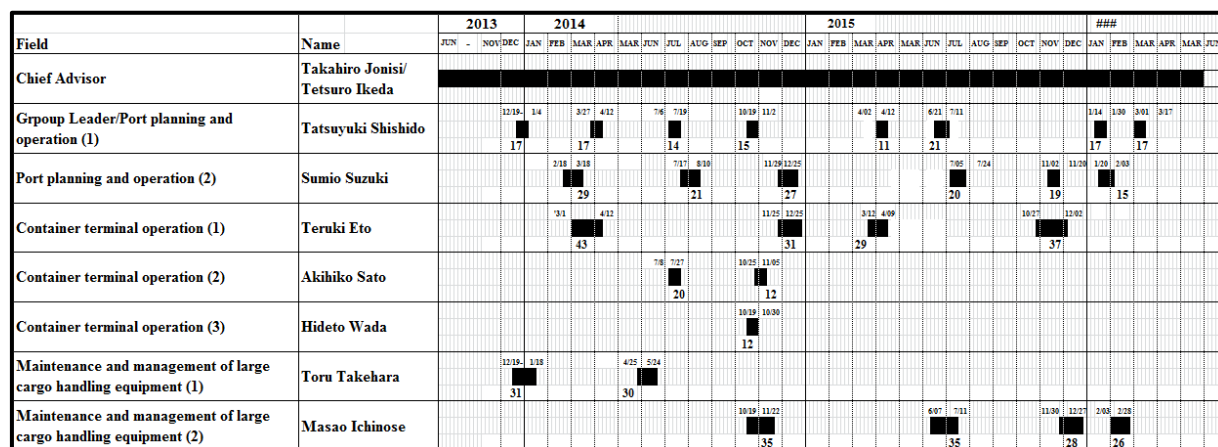 2013 2014 2015 ###
Field Name JUN - NOV DEC JAN FEB MAR APR MAR JUN JUL AUG SEP OCT NOV DEC JAN FEB MAR APR MAR JUN JUL AUG SEP OCT NOV DEC JAN FEB MAR APR MAR JUN
Chief Advisor
Takahiro Jonisi/
Tetsuro Ikeda
12/19- 1/4 3/27 4/12 7/6 7/19 10/19 11/2 4/02 4/12 6/21 7/11 1/14 1/30 3/01 3/17
Grpoup Leader/Port planning and
operation (1)
Tatsuyuki Shishido
17 17 14 15 11 21 17 17
2/18 3/18 7/17 8/10 11/29 12/25 7/05 7/24 11/02 11/20 1/20 2/03
Port planning and operation (2) Sumio Suzuki
29 21 27 20 19 15
'3/1 4/12 11/25 12/25 3/12 4/09 10/27 12/02
Container terminal operation (1) Teruki Eto
43 31 29 37
7/8 7/27 10/25 11/05
Container terminal operation (2) Akihiko Sato
20 12
10/19 10/30
Container terminal operation (3) Hideto Wada
12
12/19- 1/18 4/25 5/24
Maintenance and management of large
cargo handling equipment (1)
Toru Takehara
31 30
10/19 11/22 6/07 7/11 11/30 12/27 2/03 2/28
Maintenance and management of large
cargo handling equipment (2)
Masao Ichinose
35 35 28 26